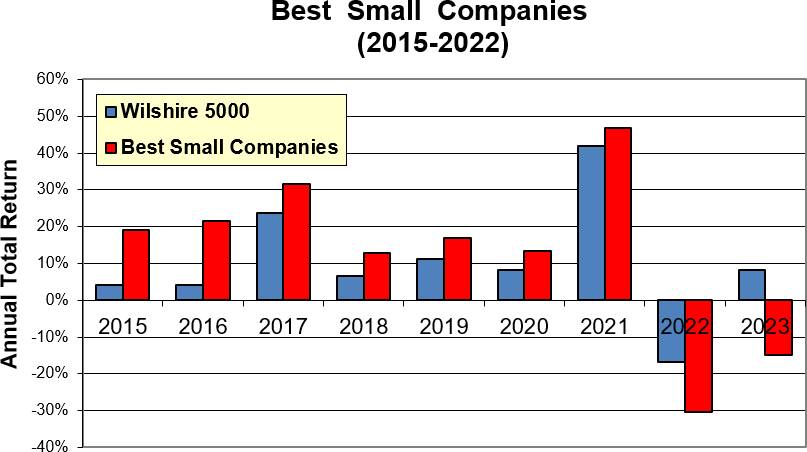 Best Small Companies
(2015-2022)
60%
50%
40%
30%
20%
10%
0%
-10%
-20%
-30%
-40%
Annual Total Return
Wilshire 5000
Best Small Companies
2015 2016 2017 2018 2019 2020 2021 2022 2023